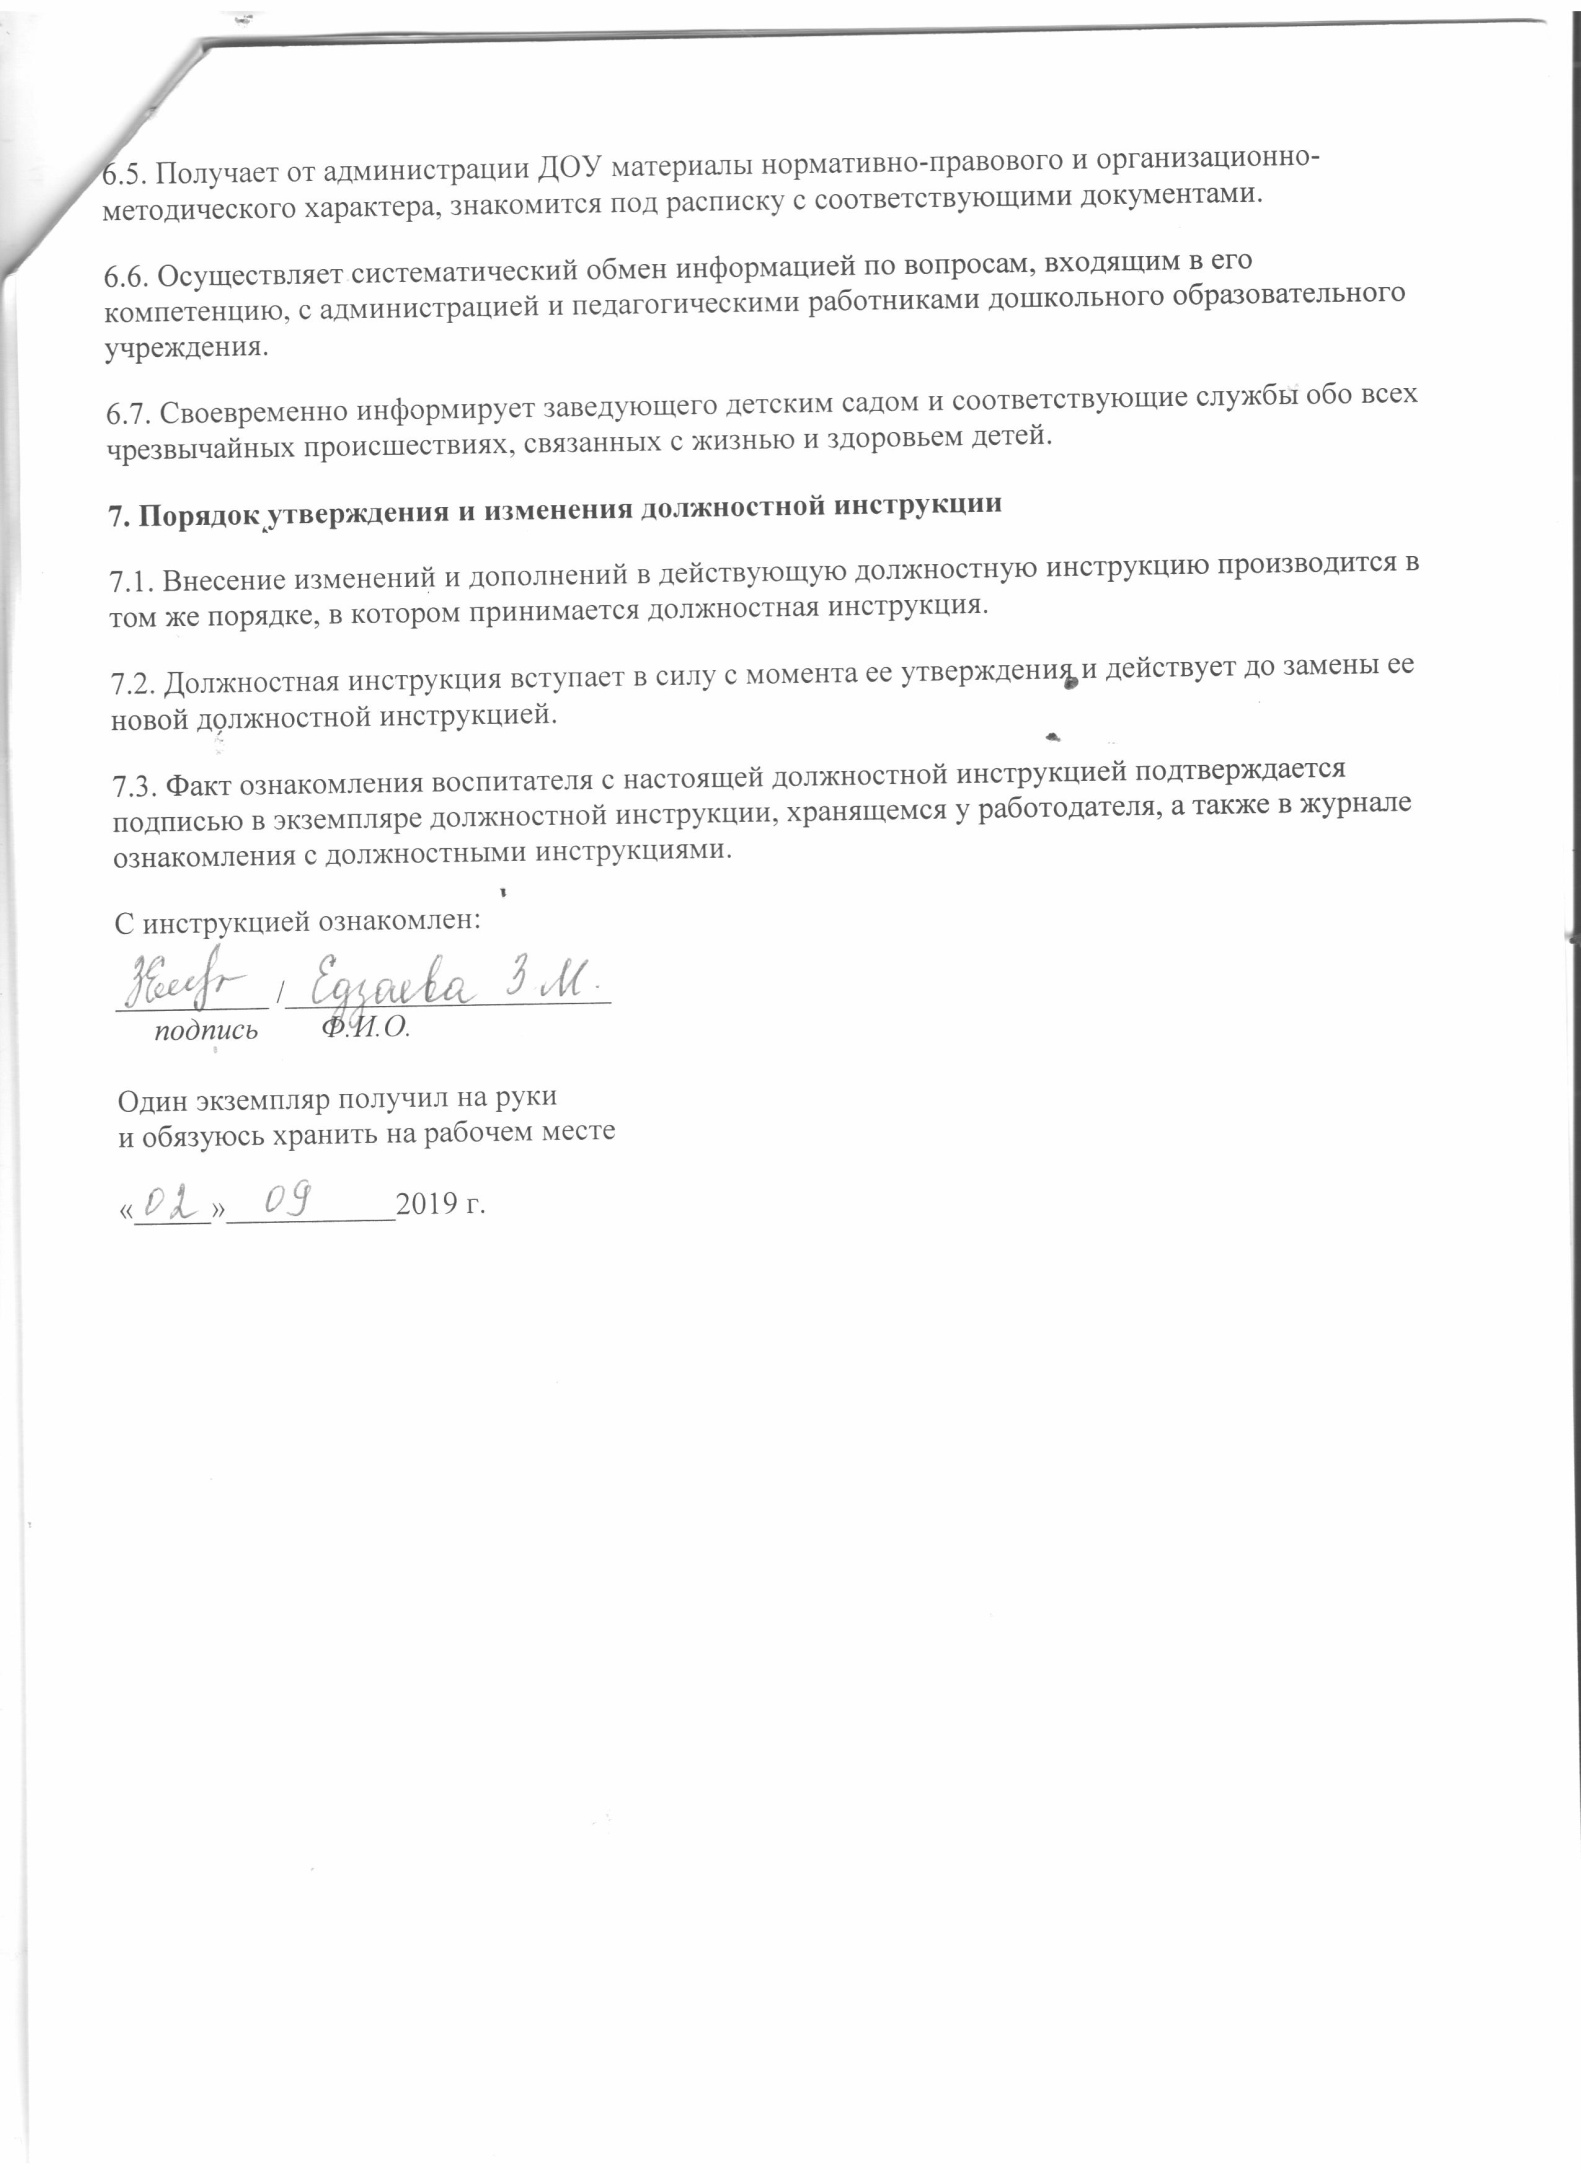 6.5. Получает от администрации ДОУ материалы нормативно-правового и организационно-
методического характера, знакомится под расписку с соответствующими документами.
6.6. Осуществляет систематический обмен информацией по вопросам, входящим в его
компетенцию, с администрацией и педагогическими работниками дошкольного образовательного
учреждения.
6.7. Своевременно информирует заведующего детским садом и соответствующие службы обо всех
чрезвычайных происшествиях, связанных с жизнью и здоровьем детей.
7. Порядок утверждения и изменения должностной инструкции
7.1. Внесение изменений и дополнений в действующую должностную инструкцию производится в
том же порядке, в котором принимается должностная инструкция.
7.2. Должностная инструкция вступает в силу с момента ее утверждения и действует до замены ее
новой должностной инструкцией.
7.3. Факт ознакомления воспитателя с настоящей должностной инструкцией подтверждается
подписью в экземпляре должностной инструкции, хранящемся у работодателя, а также в журнале
ознакомления с должностными инструкциями.
С инструкцией ознакомлен:
/ Едзаева З.М.
подпись Ф.И.О.
Один экземпляр получил на руки
и обязуюсь хранить на рабочем месте
«02» 09 2019 г.